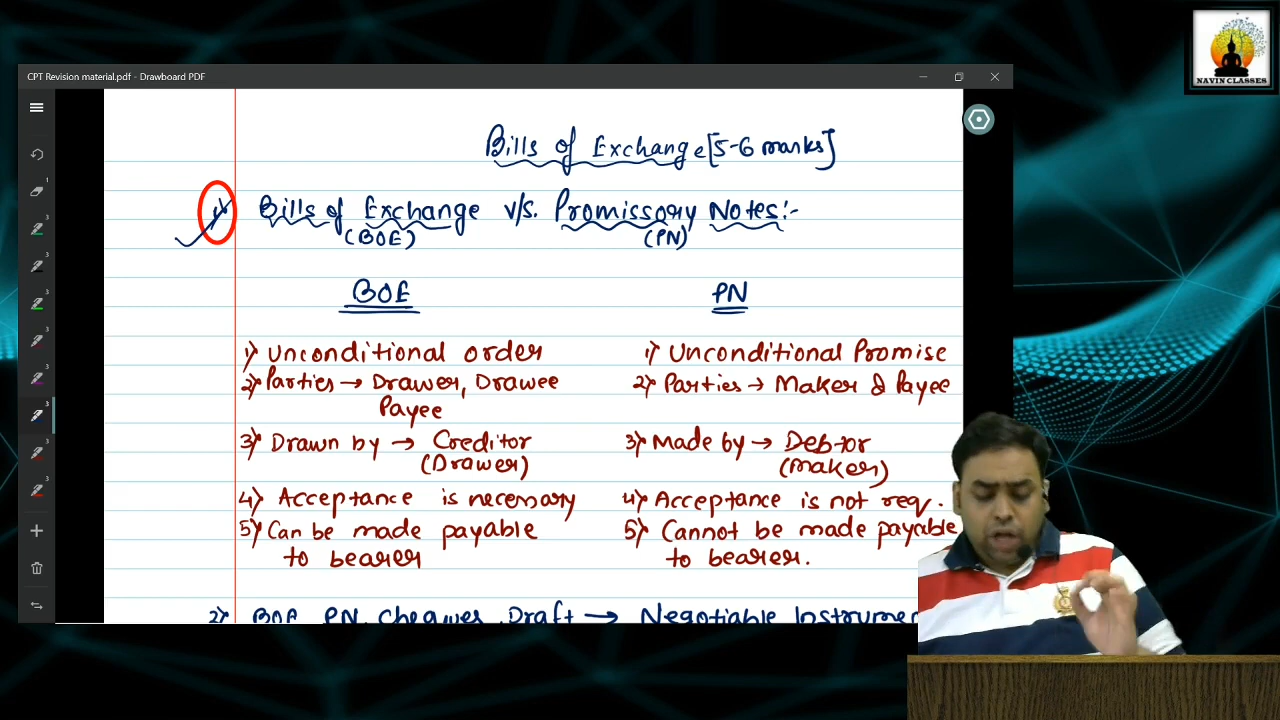 NAVIN CLASSES
CPT Revision material.pdf - Drawboard PDF
Bills of Exchange [5-6 marks]
1) Bills of Exchange v/s. Promissory Notes:-
(BOE) (PN)
BOE PN
1) Unconditional order 1) Unconditional Promise
2) Parties → Drawer, Drawee 2) Parties → Maker & Payee
Payee
3) Drawn by → Creditor 3) Made by → Debtor
(Drawer) (Maker)
4) Acceptance is necessary 4) Acceptance is not req.
5) Can be made payable 5) Cannot be made payable
to bearer to bearer.
2) BOE, PN, Cheques, Draft → Negotiable Instrumen